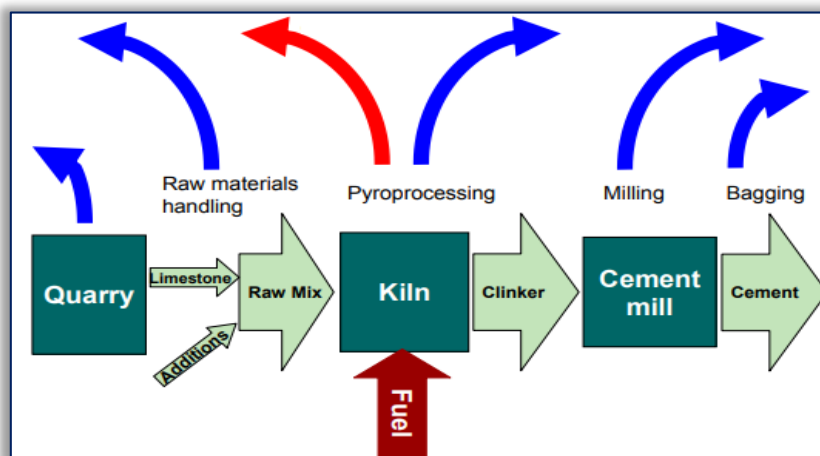 Raw materials
handling
Pyroprocessing
Milling
Bagging
Quarry
Limestone
Additions
Raw Mix
Kiln
Clinker
Cement
mill
Cement
Fuel